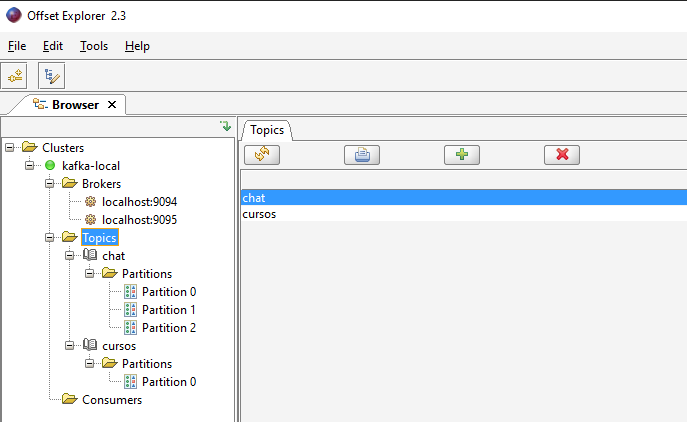 Offset Explorer 2.3
File Edit Tools Help
Browser
Clusters
kafka-local
Brokers
localhost:9094
localhost:9095
Topics
chat
Partitions
Partition 0
Partition 1
Partition 2
cursos
Partitions
Partition 0
Consumers
Topics
chat
cursos